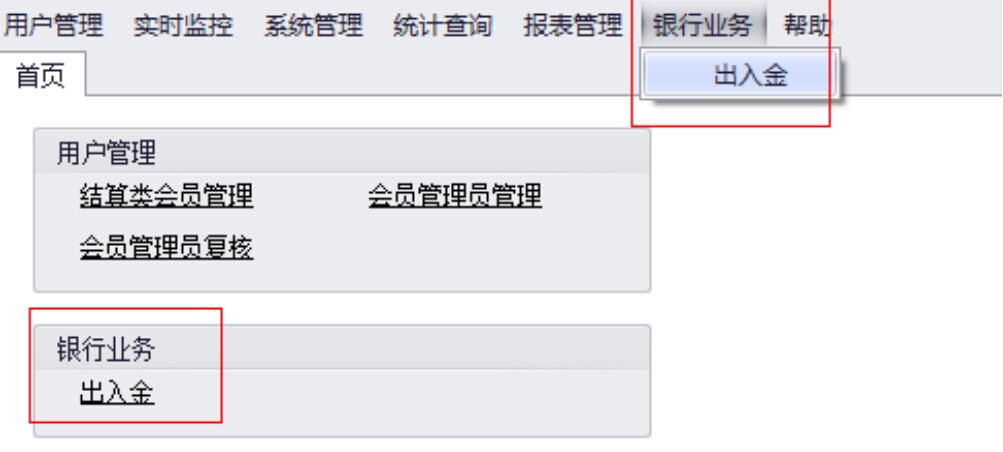 用户管理 实时监控 系统管理 统计查询 报表管理 银行业务 帮助
出入金
首页
用户管理
结算类会员管理 会员管理员管理
会员管理员复核
银行业务
出入金